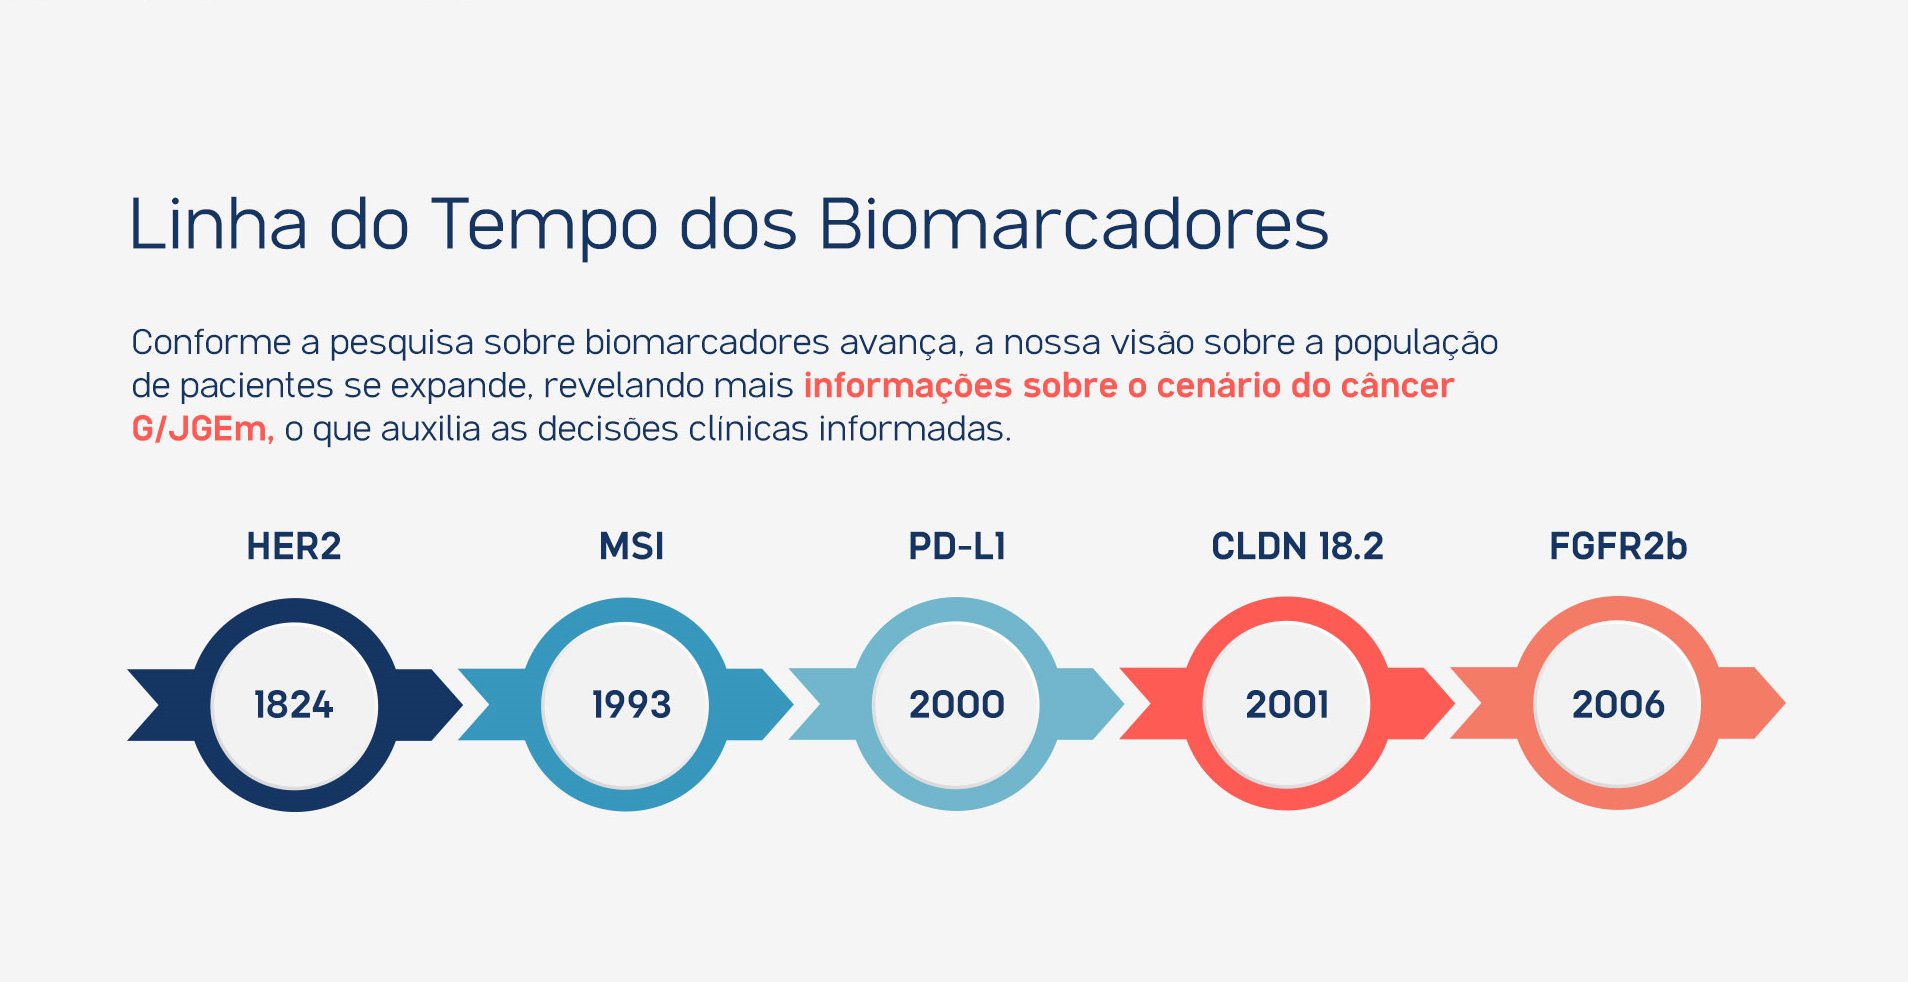 Linha do Tempo dos Biomarcadores
Conforme a pesquisa sobre biomarcadores avança, a nossa visão sobre a população
de pacientes se expande, revelando mais informações sobre o cenário do câncer
G/JGEm, o que auxilia as decisões clínicas informadas.
HER2 MSI PD-L1 CLDN 18.2 FGFR2b
1824 1993 2000 2001 2006